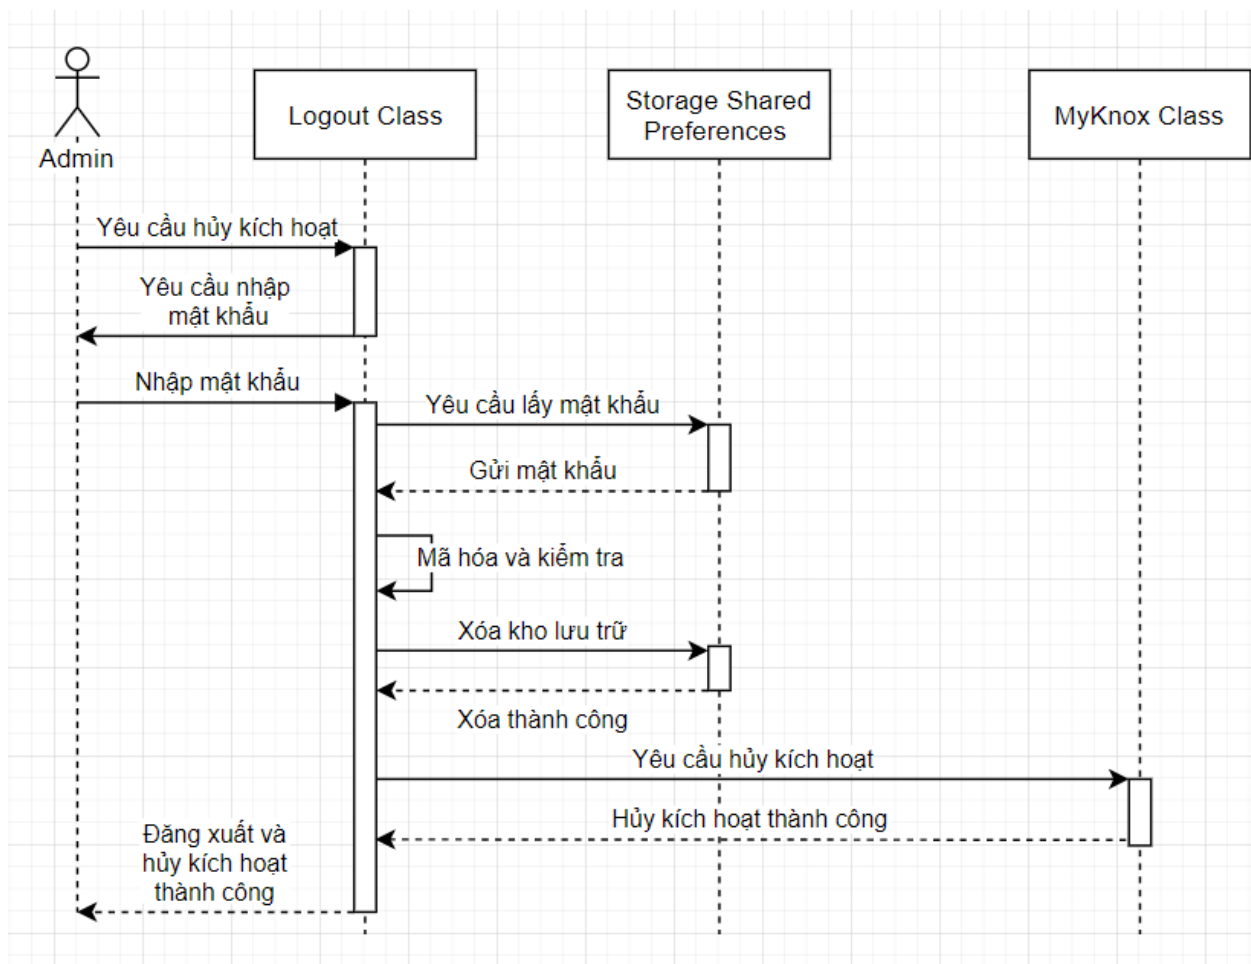 Logout Class
Storage Shared
Preferences
MyKnox Class
Admin
Yêu cầu hủy kích hoạt
Yêu cầu nhập
mật khẩu
Nhập mật khẩu
Yêu cầu lấy mật khẩu
Gửi mật khẩu
Mã hóa và kiểm tra
Xóa kho lưu trữ
Xóa thành công
Yêu cầu hủy kích hoạt
Hủy kích hoạt thành công
Đăng xuất và
hủy kích hoạt
thành công